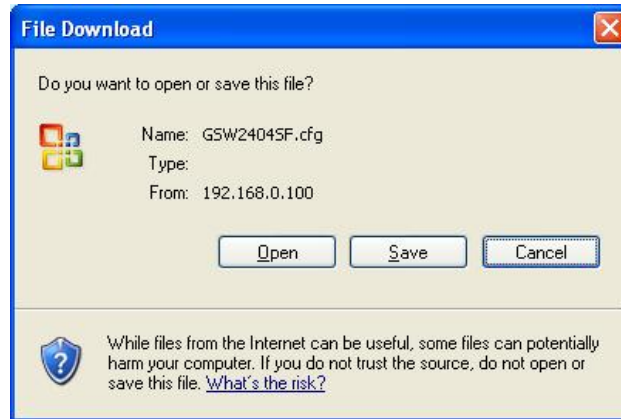 File Download
Do you want to open or save this file?
Name: GSW2404SF.cfg
Type:
From: 192.168.0.100
Open Save Cancel
While files from the Internet can be useful, some files can potentially
harm your computer. If you do not trust the source, do not open or
save this file. What's the risk?